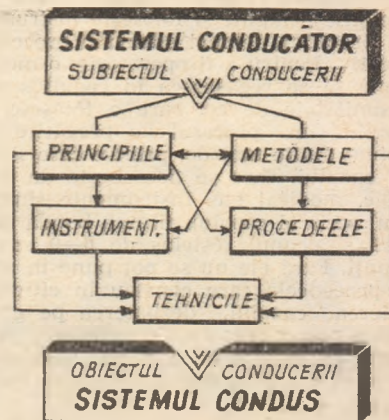 SISTEMUL CONDUCĂTOR
SUBIECTUL CONDUCERII
PRINCIPIILE METODELE
INSTRUMENT. PROCEDEELE
TEHNICILE
OBIECTUL CONDUCERII
SISTEMUL CONDUS